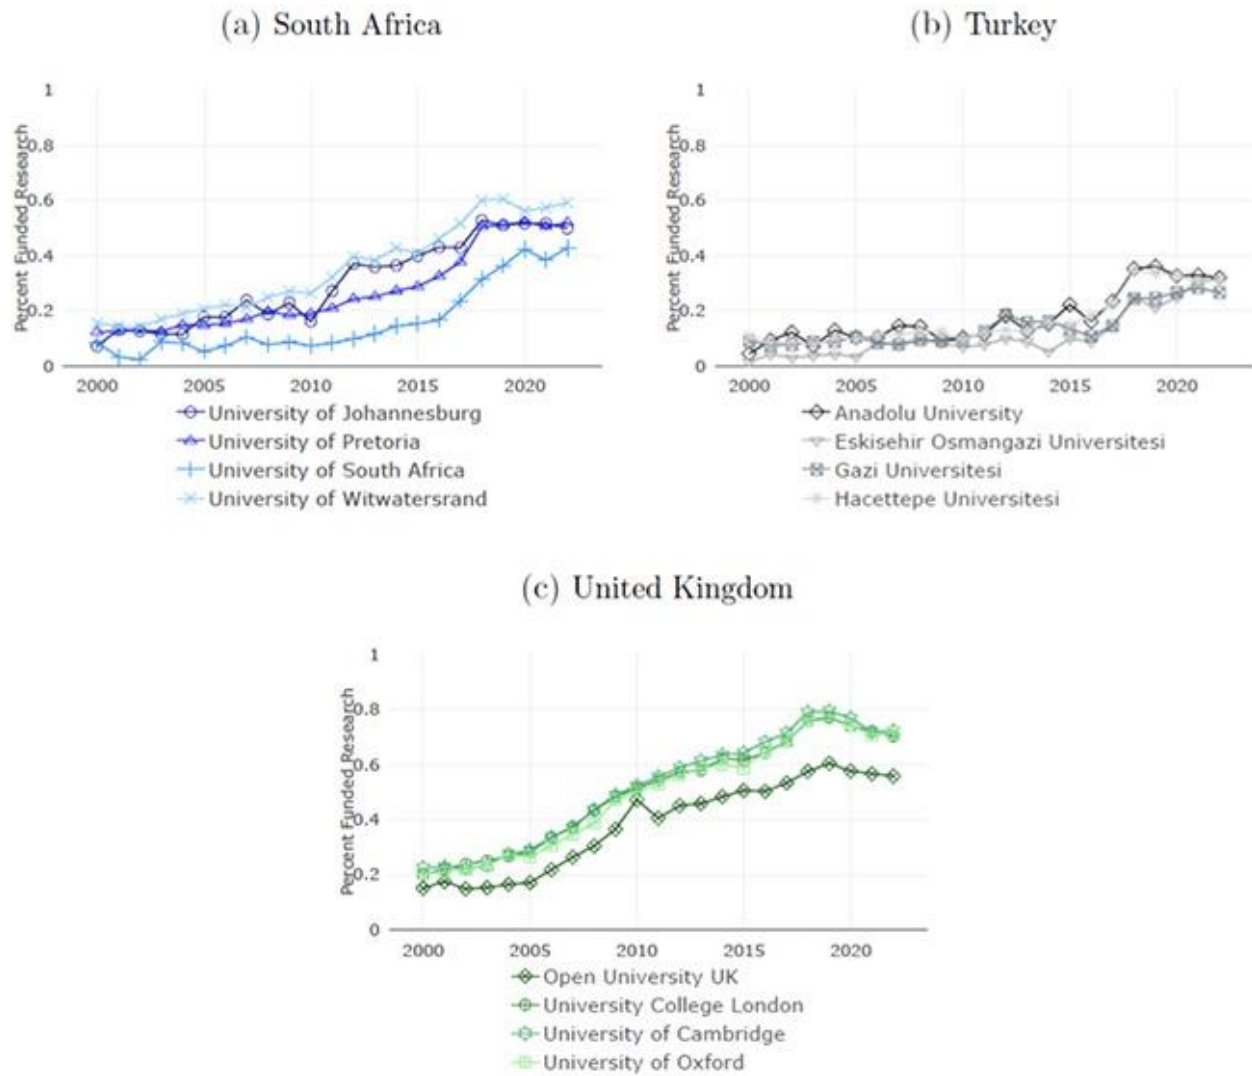 (a) South Africa
1
0.8
0.6
0.4
0.2
0
Percent Funded Research
2000 2005 2010 2015 2020
University of Johannesburg
University of Pretoria
University of South Africa
University of Witwatersrand
(b) Turkey
1
0.8
0.6
0.4
0.2
0
Percent Funded Research
2000 2005 2010 2015 2020
Anadolu University
Eskisehir Osmangazi Universitesi
Gazi Universitesi
Hacettepe Universitesi
(c) United Kingdom
1
0.8
0.6
0.4
0.2
0
Percent Funded Research
2000 2005 2010 2015 2020
Open University UK
University College London
University of Cambridge
University of Oxford